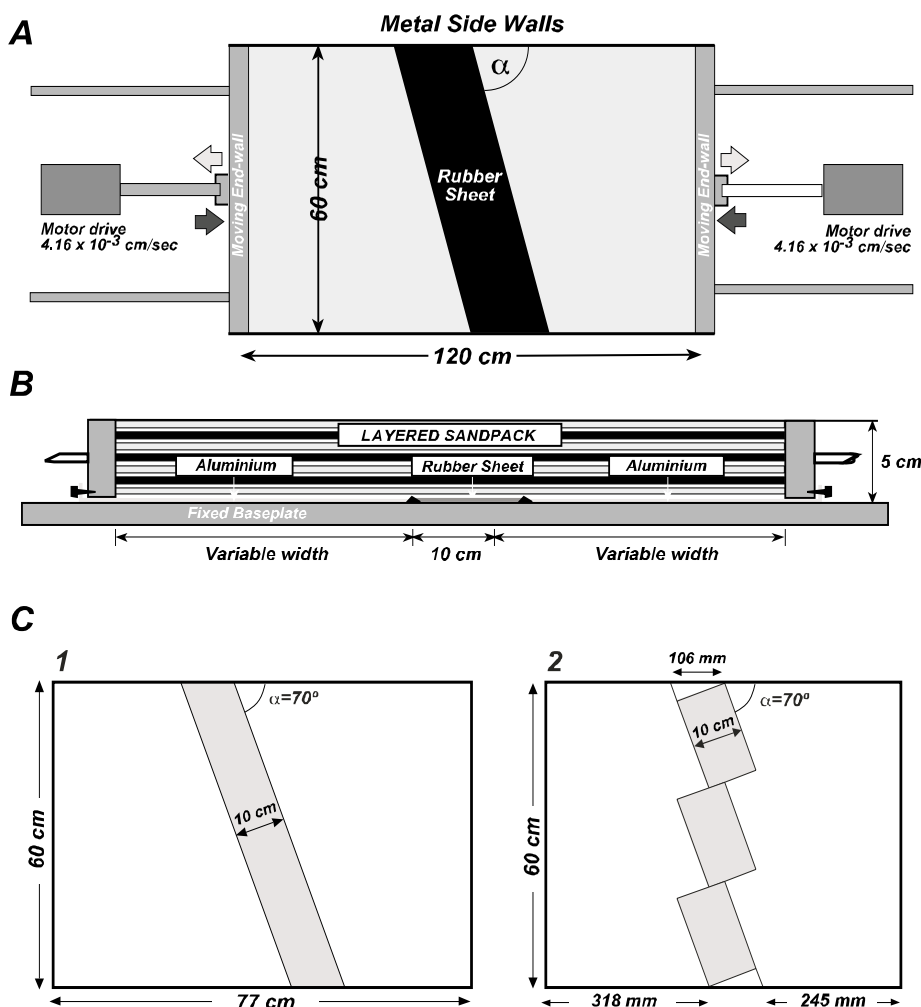 A
Metal Side Walls
α
Moving End-wall
60 cm
Rubber
Sheet
Moving End-wall
Motor drive
4.16 x 10⁻³ cm/sec
Motor drive
4.16 x 10⁻³ cm/sec
120 cm
B
LAYERED SANDPACK
Aluminium
Rubber Sheet
Aluminium
5 cm
Fixed Baseplate
Variable width
10 cm
Variable width
C
1
α=70º
10 cm
60 cm
77 cm
2
106 mm
α=70º
10 cm
60 cm
318 mm
245 mm